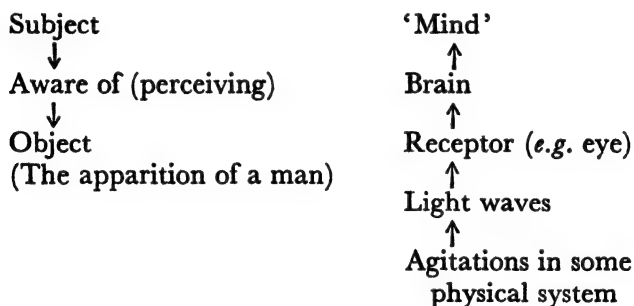 Subject
↓
Aware of (perceiving)
↓
Object
(The apparition of a man)
‘Mind’
↑
Brain
↑
Receptor (e.g. eye)
↑
Light waves
↑
Agitations in some
physical system